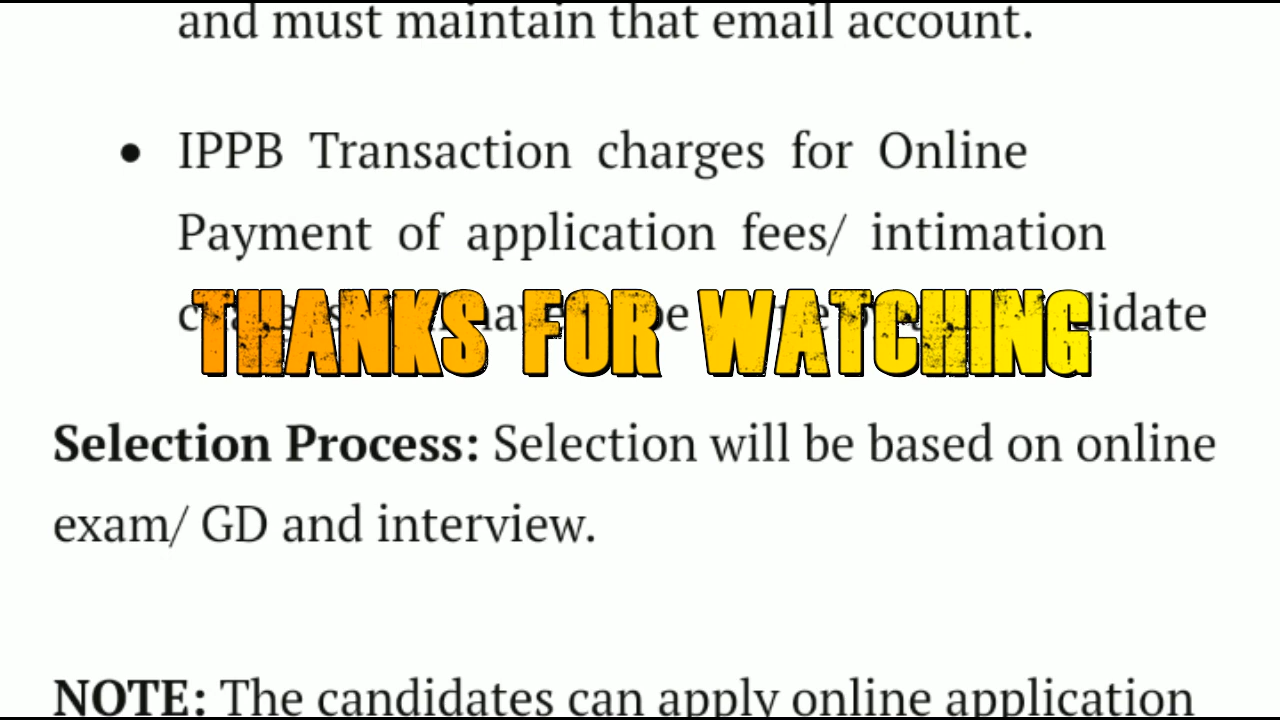 and must maintain that email account.
• IPPB Transaction charges for Online
Payment of application fees/ intimation
be
THANKS FOR WATCHING
Selection Process: Selection will be based on online
exam/ GD and interview.
NOTE: The candidates can apply online application